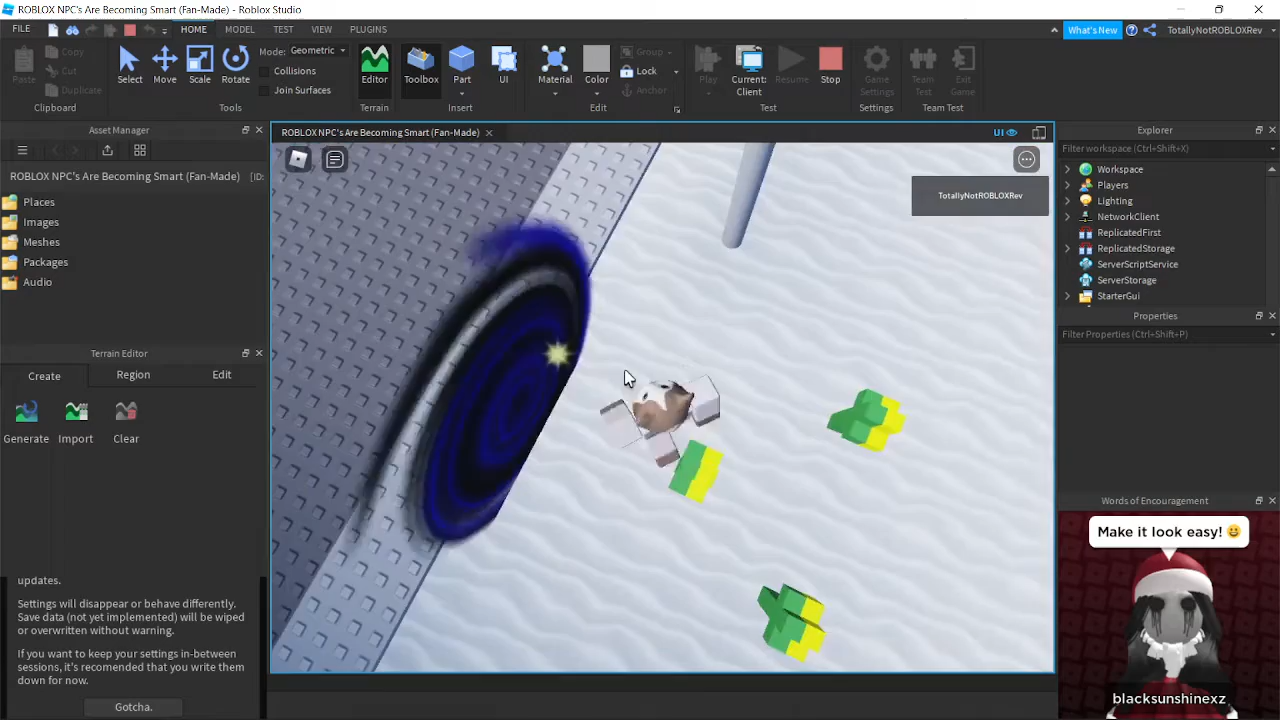 ROBLOX NPC's Are Becoming Smart (Fan-Made) - Roblox Studio
FILE
HOME
MODEL
TEST
VIEW
PLUGINS
What's New
TotallyNotROBLOXRev
Paste
Copy
Cut
Duplicate
Clipboard
Select
Move
Scale
Rotate
Mode: Geometric
Collisions
Join Surfaces
Tools
Editor
Terrain
Toolbox
Part
UI
Insert
Material
Color
Group
Lock
Anchor
Edit
Play
Current:
Client
Resume
Stop
Test
Game
Settings
Settings
Team
Test
Exit
Game
Team Test
Asset Manager
ROBLOX NPC's Are Becoming Smart (Fan-Made) [ID:
Places
Images
Meshes
Packages
Audio
Terrain Editor
Create
Region
Edit
Generate
Import
Clear
updates.
Settings will disappear or behave differently.
Save data (not yet implemented) will be wiped
or overwritten without warning.
If you want to keep your settings in-between
sessions, it's recomended that you write them
down for now.
Gotcha.
ROBLOX NPC's Are Becoming Smart (Fan-Made)
UI
TotallyNotROBLOXRev
Explorer
Filter workspace (Ctrl+Shift+X)
Workspace
Players
Lighting
NetworkClient
ReplicatedFirst
ReplicatedStorage
ServerScriptService
ServerStorage
StarterGui
Properties
Filter Properties (Ctrl+Shift+P)
Words of Encouragement
Make it look easy! 😀
blacksunshinexz